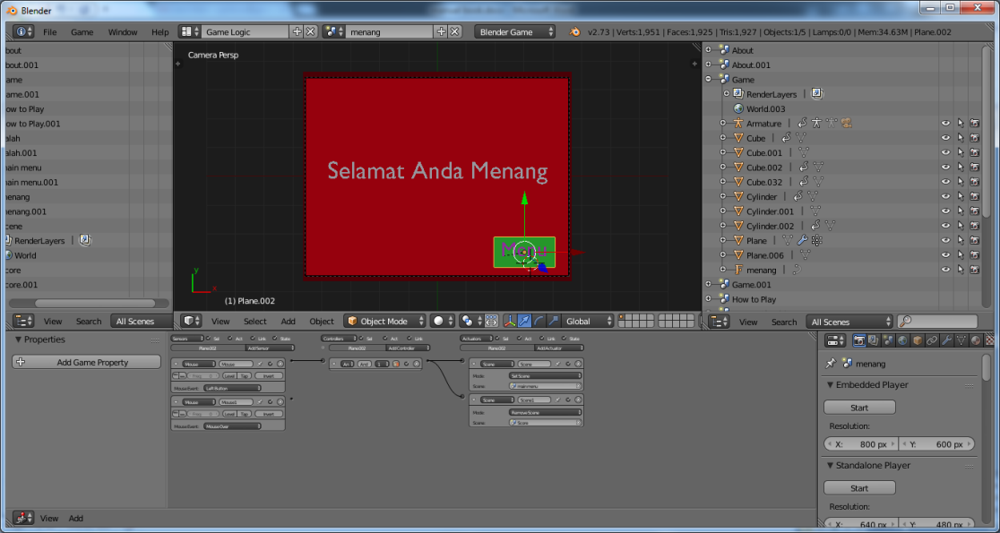 Blender
File Game Window Help Game Logic menang Blender Game v2.73 | Verts:1,951 | Faces:1,925 | Tris:1,927 | Objects:1/5 | Lamps:0/0 | Mem:34.63M | Plane.002
bout
bout.001
ame
ame.001
ow to Play
ow to Play.001
alah
alah.001
ain menu
ain menu.001
enang
enang.001
cene
RenderLayers |
World
core
core.001
View Search All Scenes
Camera Persp
Selamat Anda Menang
Menu
y
x
(1) Plane.002
View Select Add Object Object Mode Global
About
About.001
Game
RenderLayers |
World.003
Armature |
Cube |
Cube.001 |
Cube.002 |
Cube.032 |
Cylinder |
Cylinder.001 |
Cylinder.002 |
Plane |
Plane.006 |
menang |
Game.001
How to Play
View Search All Scenes
Properties
Add Game Property
Sensors Sel Act Link State
Plane.002 Add Sensor
Mouse Mouse
Freq: 0 Level Tap Invert
Mouse Event: Left Button
Mouse Mouse1
Freq: 0 Level Tap Invert
Mouse Event: Mouse Over
Controllers Sel Act Link
Plane.002 Add Controller
An And 1
Actuators Sel Act Link State
Plane.002 Add Actuator
Scene Scene
Mode: Set Scene
Scene: main menu
Scene Scene1
Mode: Remove Scene
Scene: Score
View Add
menang
Embedded Player
Start
Resolution:
X: 800 px Y: 600 px
Standalone Player
Start
Resolution:
X: 640 px Y: 480 px